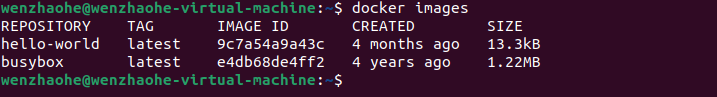 wenzhaohe@wenzhaohe-virtual-machine:~$ docker images
REPOSITORY    TAG       IMAGE ID       CREATED        SIZE
hello-world   latest    9c7a54a9a43c   4 months ago   13.3kB
busybox       latest    e4db68de4ff2   4 years ago    1.22MB
wenzhaohe@wenzhaohe-virtual-machine:~$